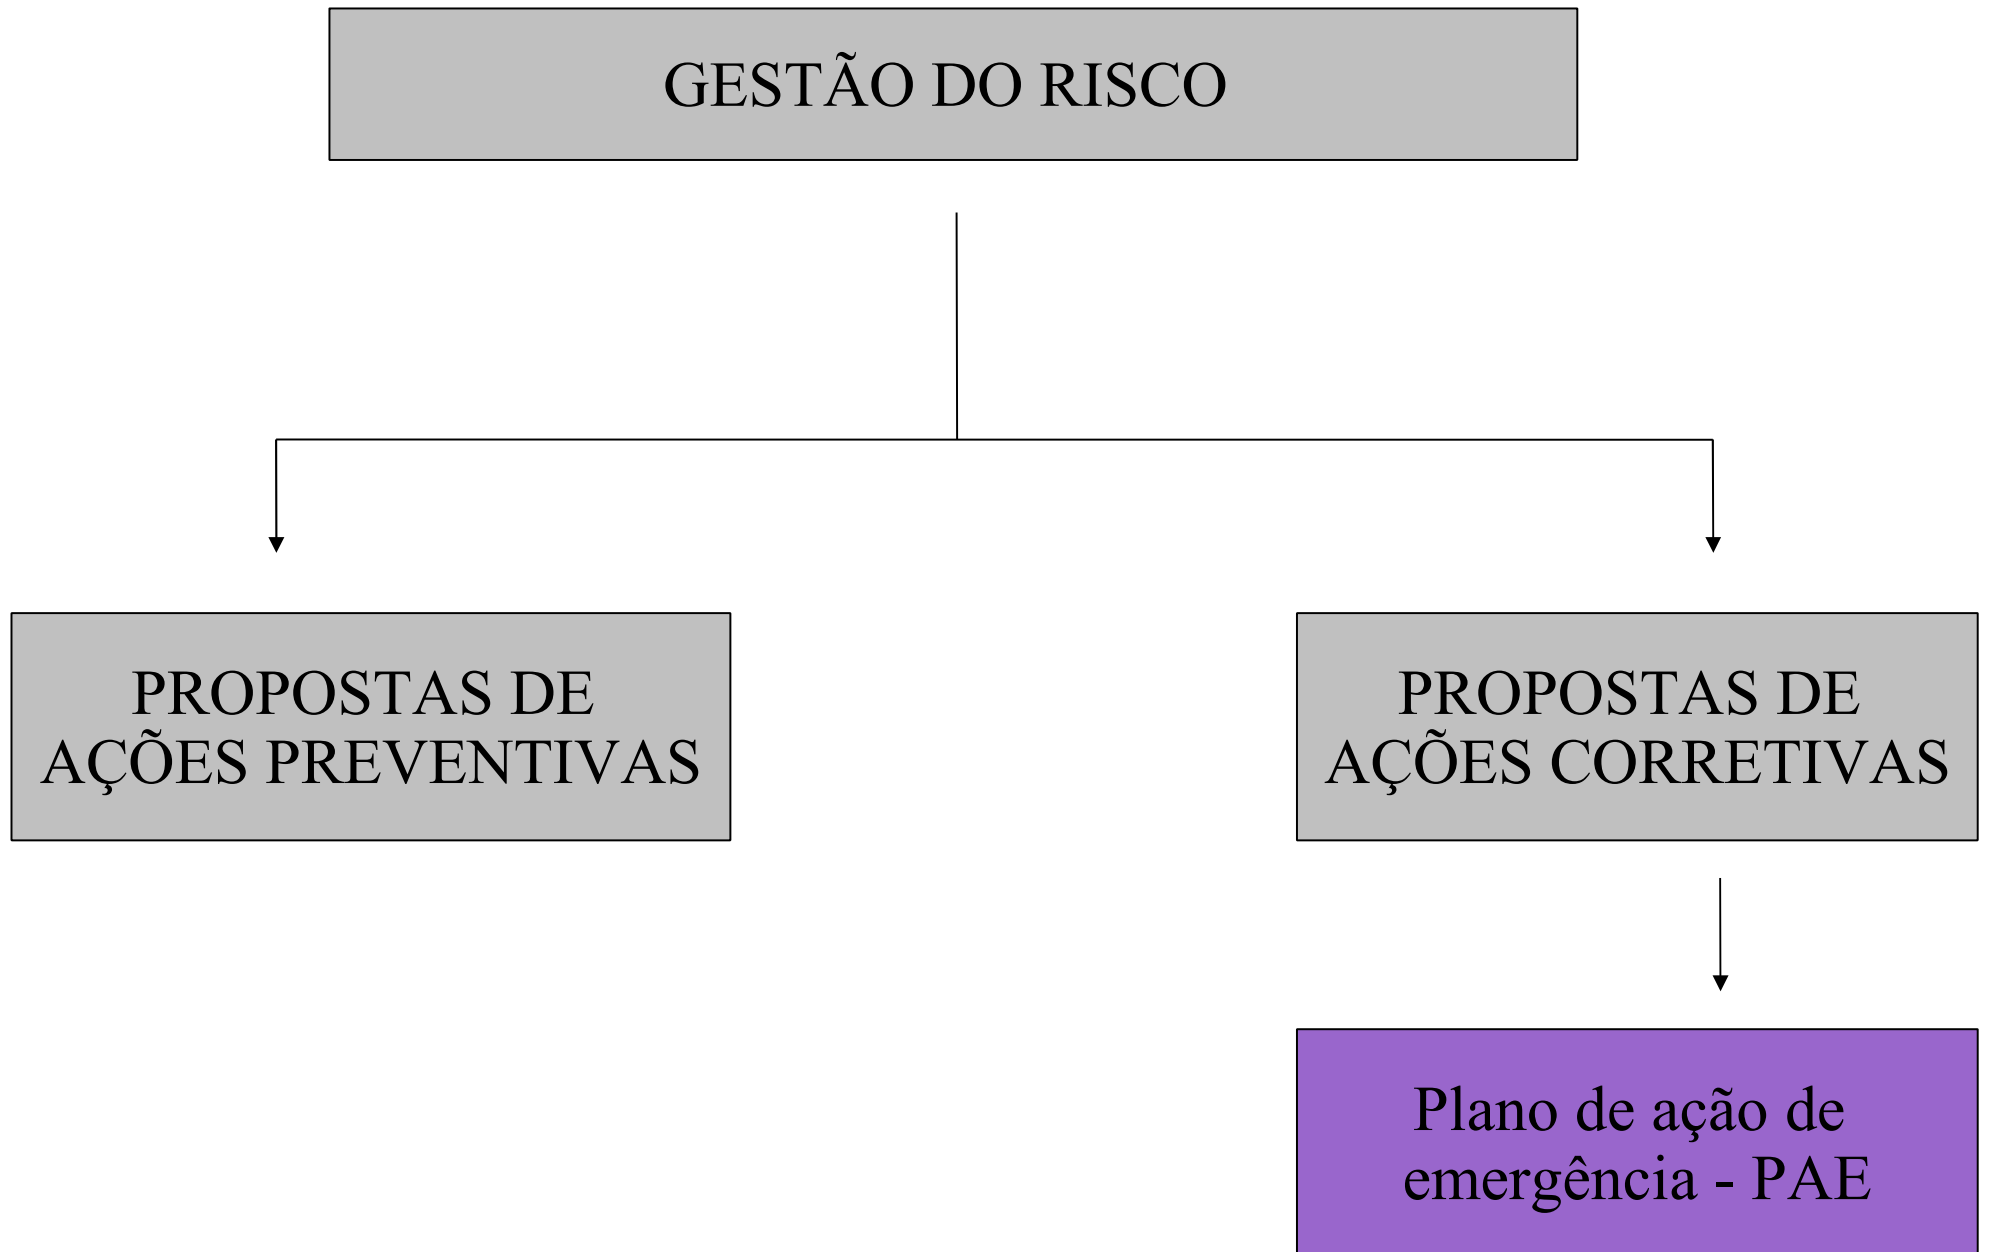 GESTÃO DO RISCO
PROPOSTAS DE
AÇÕES PREVENTIVAS
PROPOSTAS DE
AÇÕES CORRETIVAS
Plano de ação de
emergência - PAE